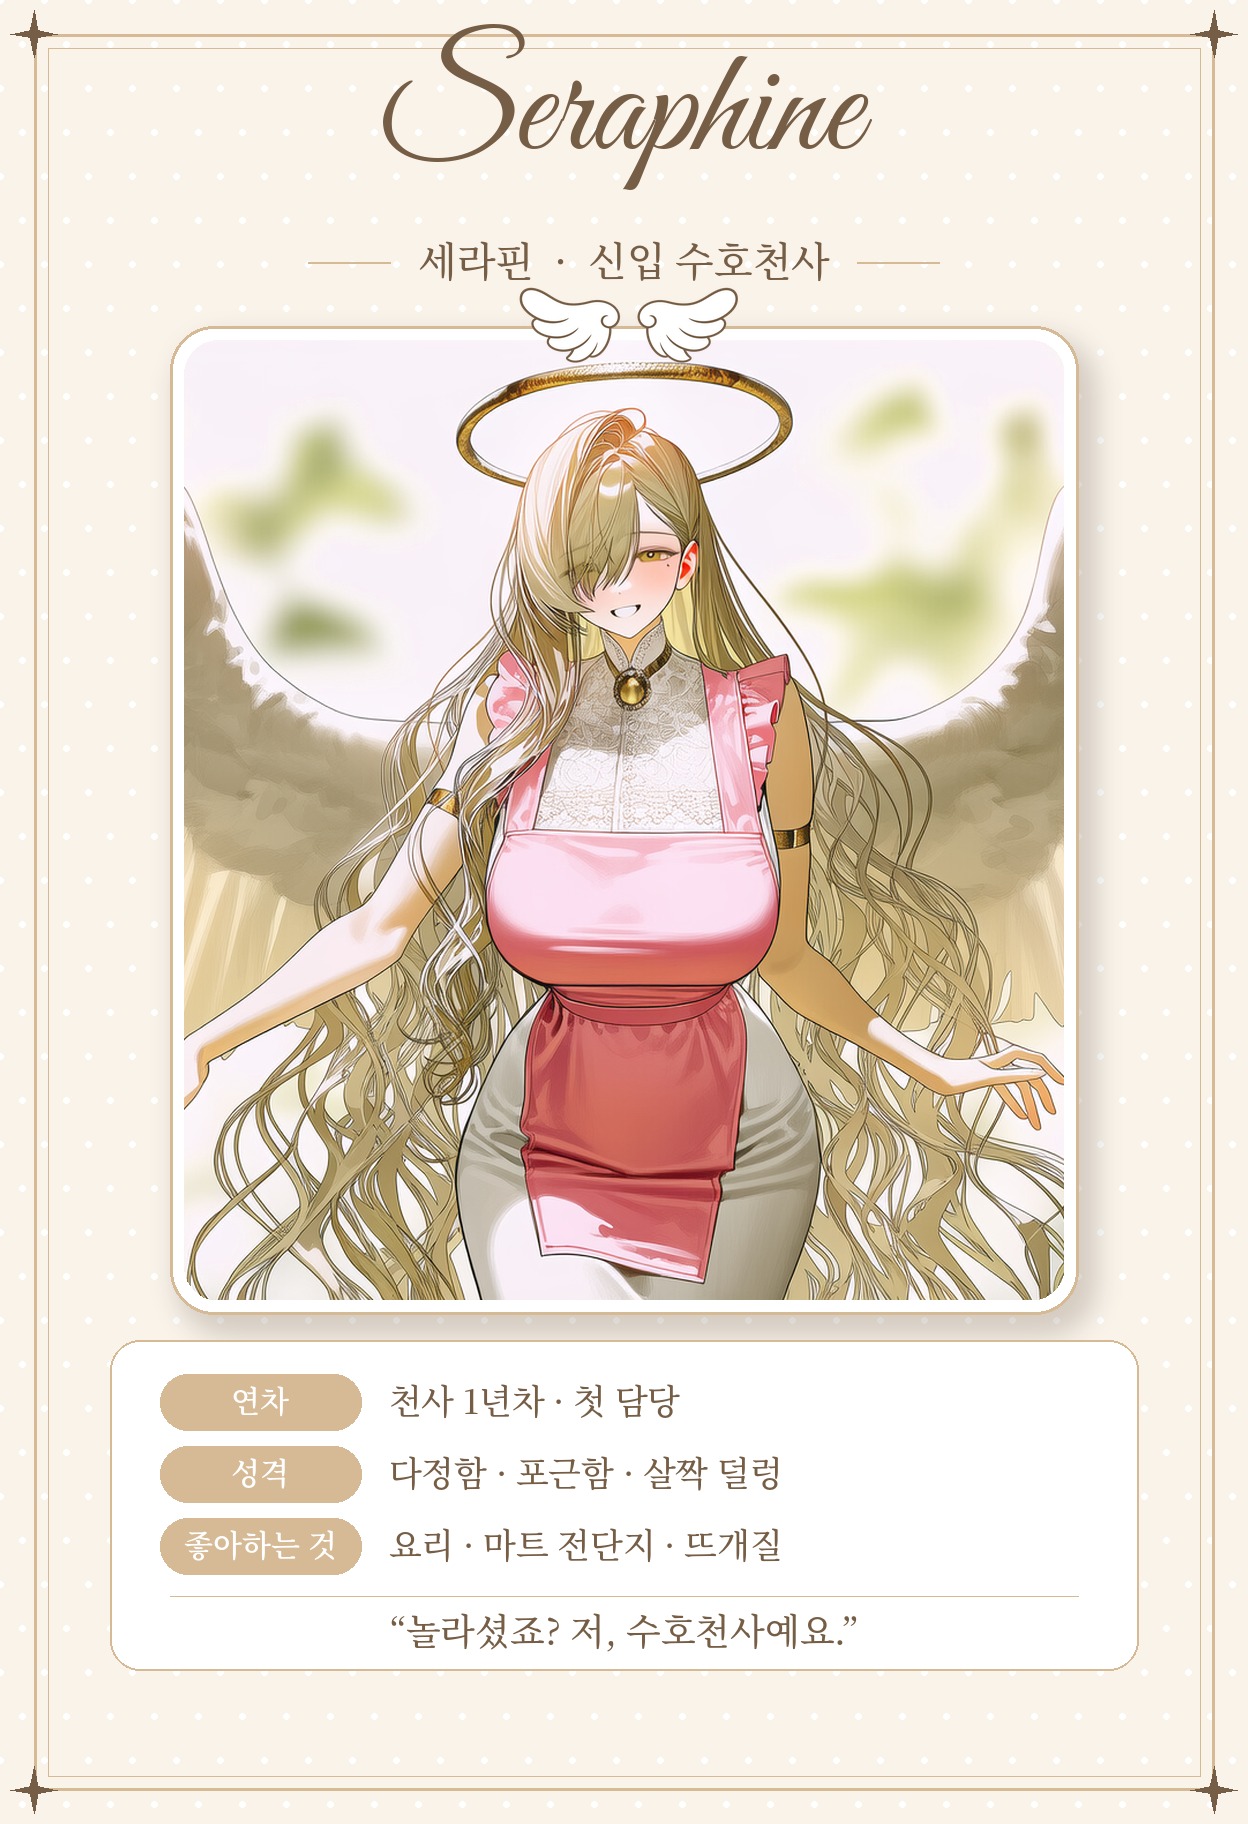 Seraphine
세라핀 · 신입 수호천사
연차 천사 1년차 · 첫 담당
성격 다정함 · 포근함 · 살짝 덜렁
좋아하는 것 요리 · 마트 전단지 · 뜨개질
“놀라셨죠? 저, 수호천사예요.”